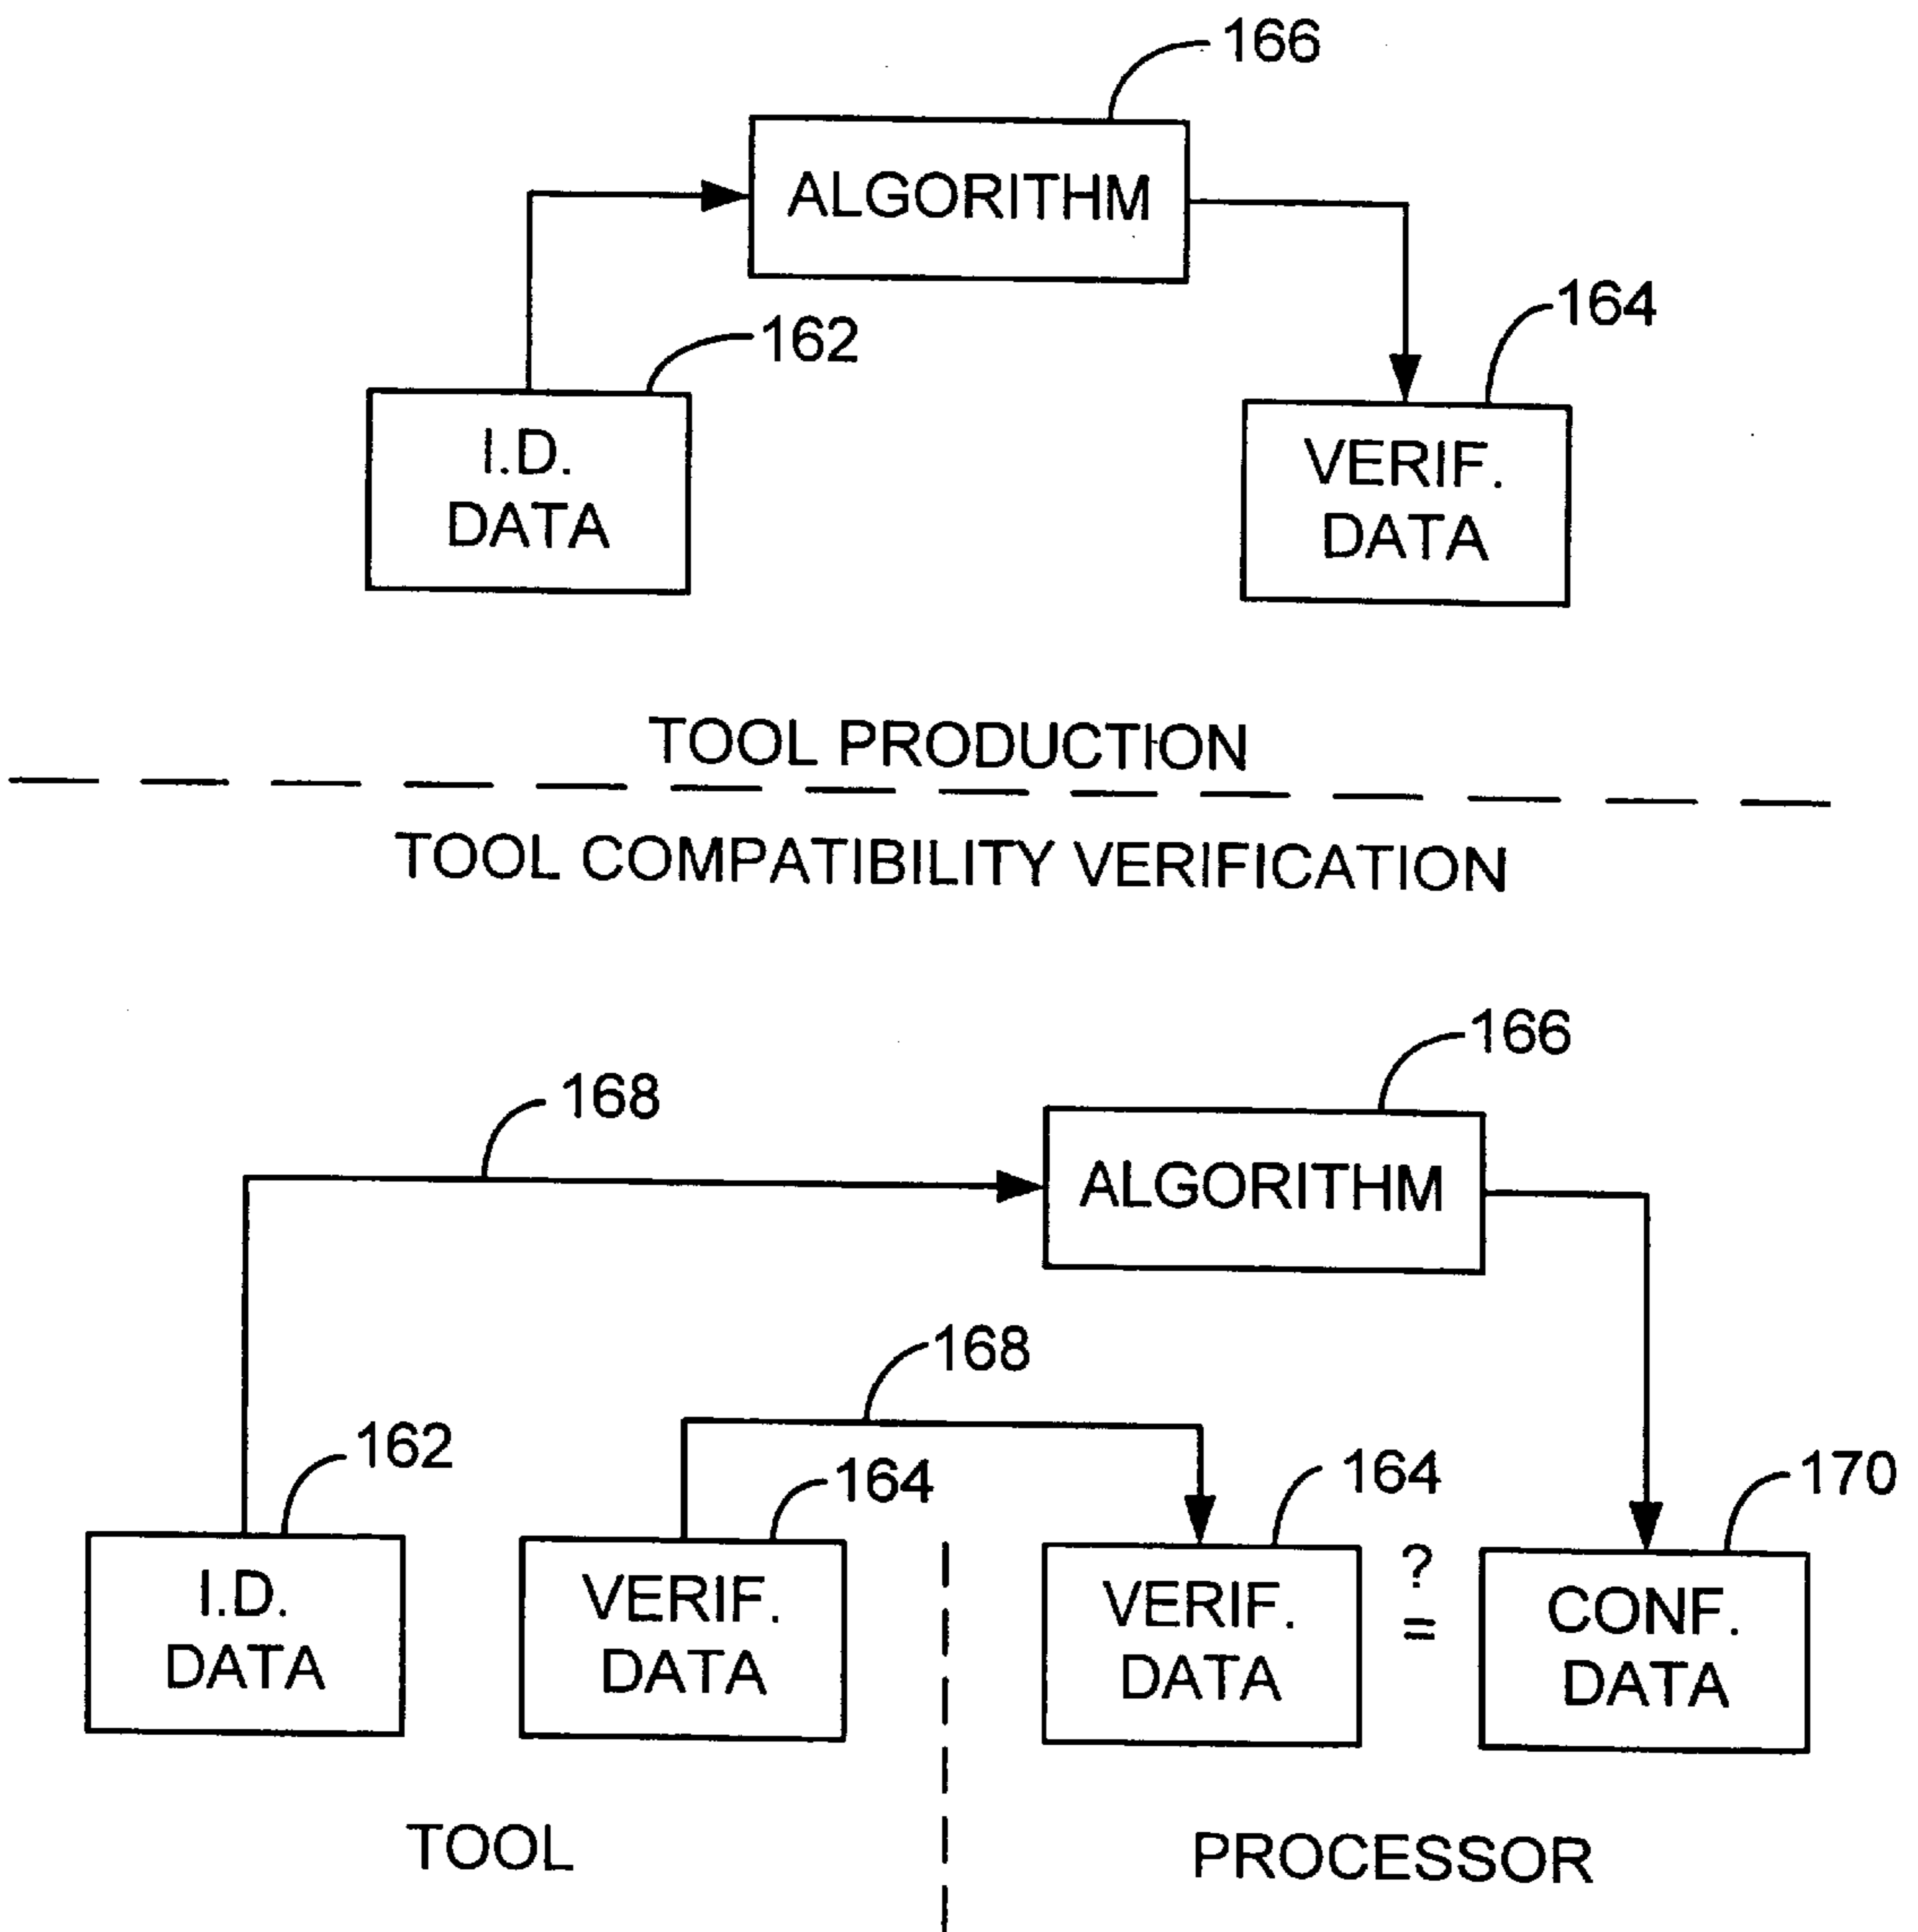 166
ALGORITHM
164
162
I.D.
DATA
VERIF.
DATA
TOOL PRODUCTION
TOOL COMPATIBILITY VERIFICATION
166
168
ALGORITHM
168
162
164
164
?
=
170
I.D.
DATA
VERIF.
DATA
VERIF.
DATA
CONF.
DATA
TOOL
PROCESSOR